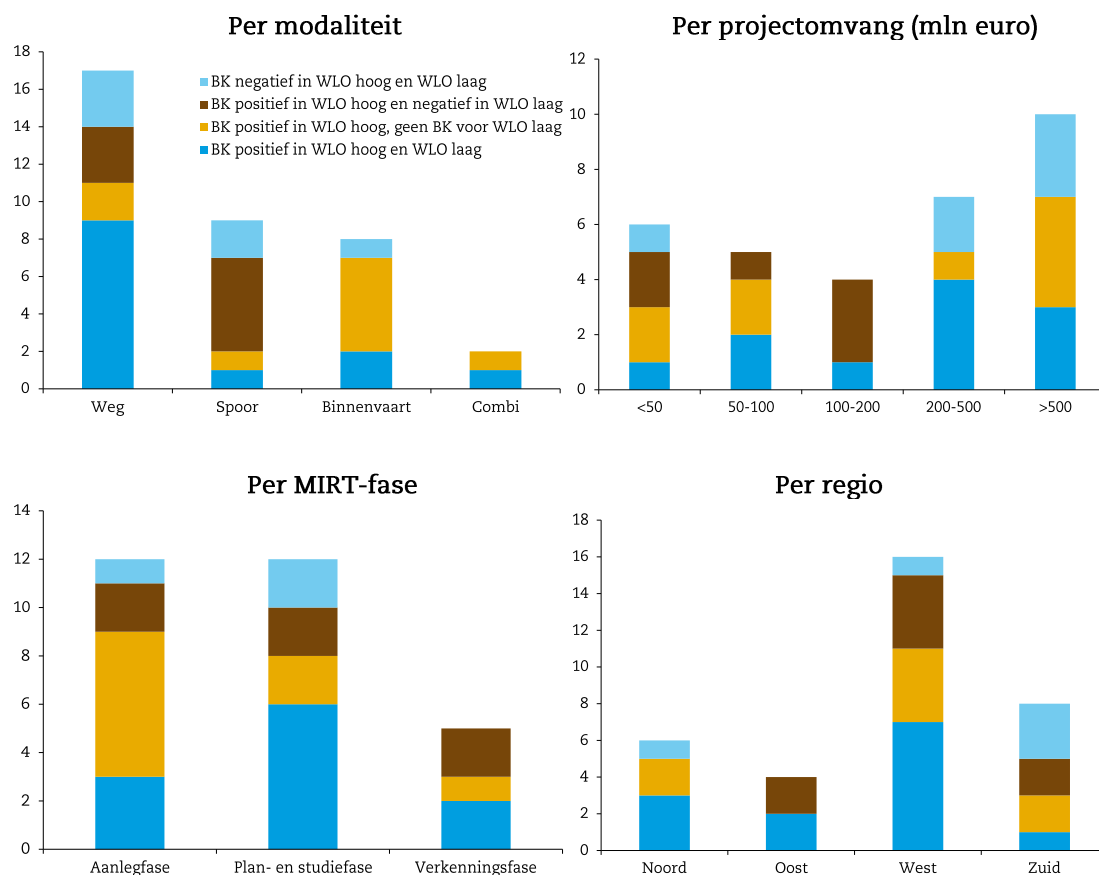 Per modaliteit
18
16
14
12
10
8
6
4
2
0
BK negatief in WLO hoog en WLO laag
BK positief in WLO hoog en negatief in WLO laag
BK positief in WLO hoog, geen BK voor WLO laag
BK positief in WLO hoog en WLO laag
Weg Spoor Binnenvaart Combi
Per projectomvang (mln euro)
12
10
8
6
4
2
0
<50 50-100 100-200 200-500 >500
Per MIRT-fase
14
12
10
8
6
4
2
0
Aanlegfase Plan- en studiefase Verkenningsfase
Per regio
18
16
14
12
10
8
6
4
2
0
Noord Oost West Zuid